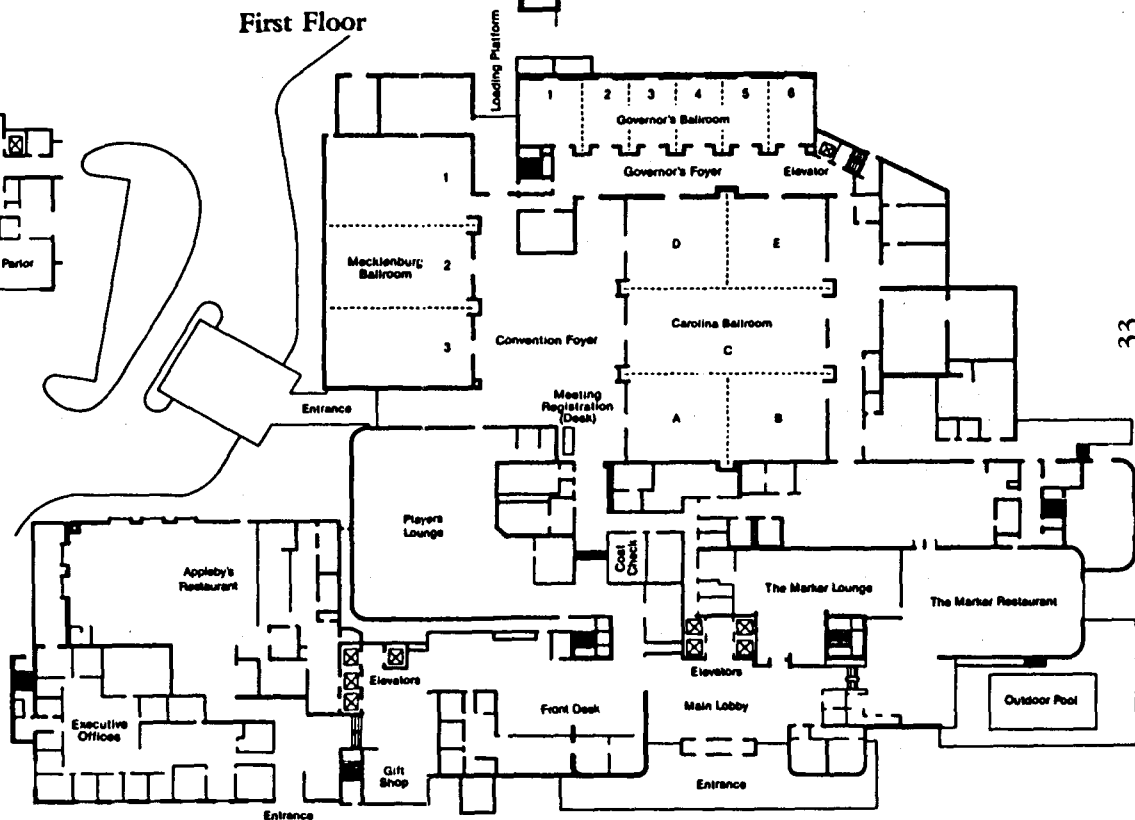 First Floor
Loading Platform
1 2 3 4 5 6
Governor's Ballroom
Governor's Foyer
Elevator
1
Parlor
D E
Mecklenburg
Ballroom
2
Carolina Ballroom
C
Convention Foyer
3
33
Meeting
Registration
(Desk)
Entrance
A B
Players
Lounge
Coat
Check
Appleby's
Restaurant
The Marker Lounge
The Marker Restaurant
Elevators
Elevators
Executive
Offices
Front Desk
Main Lobby
Outdoor Pool
Gift
Shop
Entrance
Entrance